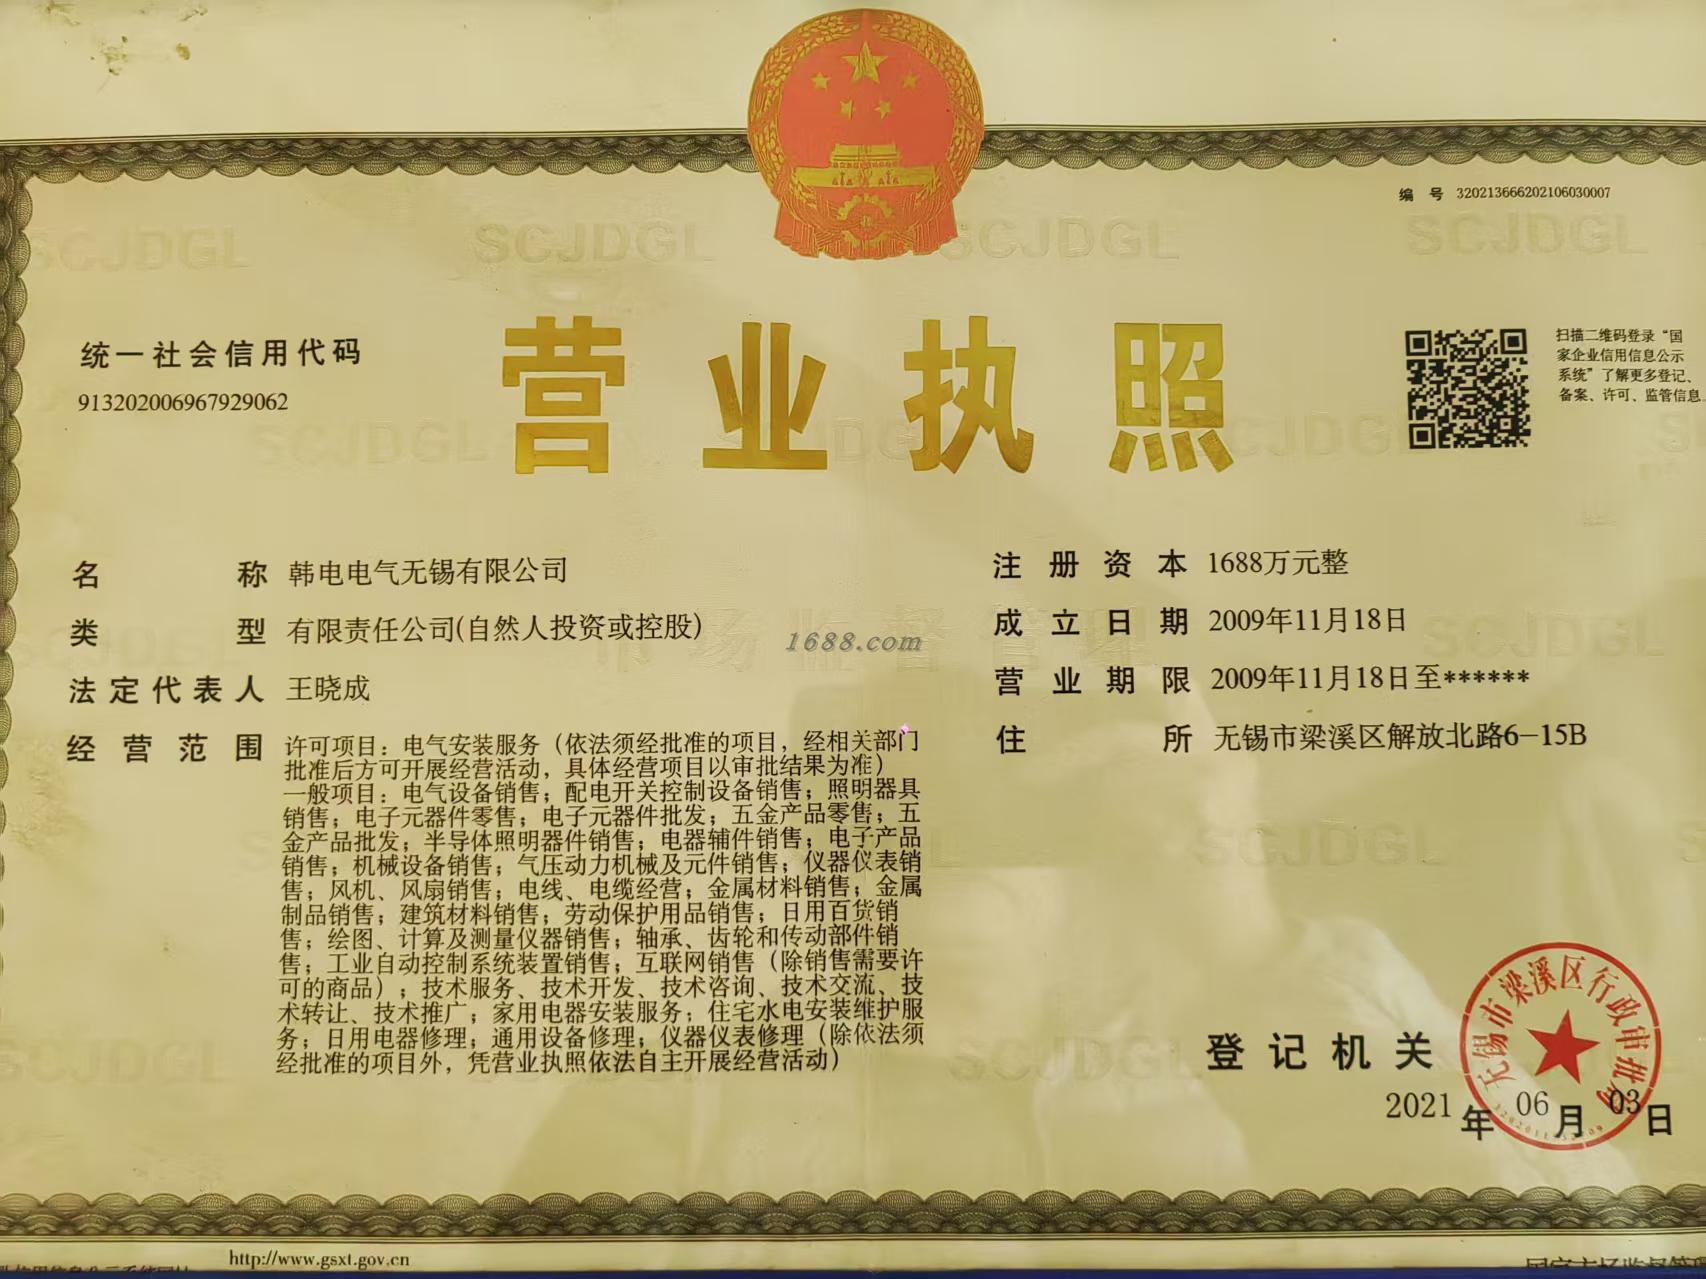 编 号 320213666202106030007
统一社会信用代码
913202006967929062
营业执照
扫描二维码登录“国
家企业信用信息公示
系统”了解更多登记、
备案、许可、监管信息
名 称 韩电电气无锡有限公司
类 型 有限责任公司(自然人投资或控股)
法定代表人 王晓成
经营范围 许可项目：电气安装服务（依法须经批准的项目，经相关部门
批准后方可开展经营活动，具体经营项目以审批结果为准）
一般项目：电气设备销售；配电开关控制设备销售；照明器具
销售；电子元器件零售；电子元器件批发；五金产品零售；五
金产品批发；半导体照明器件销售；电器辅件销售；电子产品
销售；机械设备销售；气压动力机械及元件销售；仪器仪表销
售；风机、风扇销售；电线、电缆经营；金属材料销售；金属
制品销售；建筑材料销售；劳动保护用品销售；日用百货销
售；绘图、计算及测量仪器销售；轴承、齿轮和传动部件销
售；工业自动控制系统装置销售；互联网销售（除销售需要许
可的商品）；技术服务、技术开发、技术咨询、技术交流、技
术转让、技术推广；家用电器安装服务；住宅水电安装维护服
务；日用电器修理；通用设备修理；仪器仪表修理（除依法须
经批准的项目外，凭营业执照依法自主开展经营活动）
注册资本 1688万元整
成立日期 2009年11月18日
营业期限 2009年11月18日至******
住 所 无锡市梁溪区解放北路6-15B
1688.com
市场监督管理
SCJDGL
登记机关
无锡市梁溪区行政审批局
2021年06月03日
http://www.gsxt.gov.cn